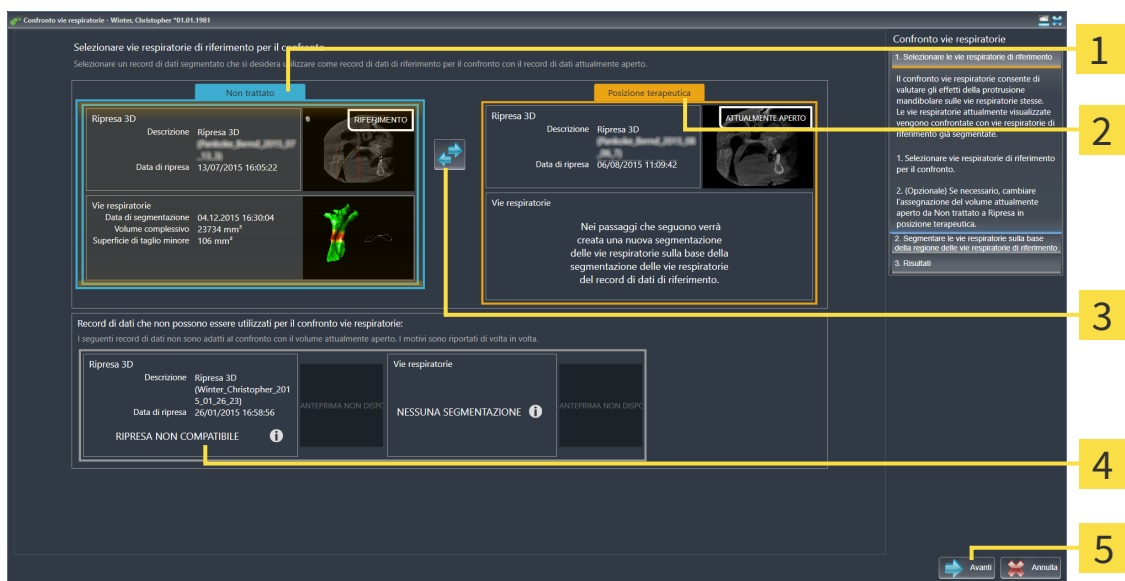 Confronto vie respiratorie - Winter, Christopher *01.01.1981
Selezionare vie respiratorie di riferimento per il confronto
Selezionare un record di dati segmentato che si desidera utilizzare come record di dati di riferimento per il confronto con il record di dati attualmente aperto.
Non trattato
Ripresa 3D
RIFERIMENTO
Descrizione Ripresa 3D
Data di ripresa 13/07/2015 16:05:22
Vie respiratorie
Data di segmentazione 04.12.2015 16:30:04
Volume complessivo 23734 mm³
Superficie di taglio minore 106 mm²
Posizione terapeutica
Ripresa 3D
ATTUALMENTE APERTO
Descrizione Ripresa 3D
Data di ripresa 06/08/2015 11:09:42
Vie respiratorie
Nei passaggi che seguono verrà
creata una nuova segmentazione
delle vie respiratorie sulla base della
segmentazione delle vie respiratorie
del record di dati di riferimento.
Record di dati che non possono essere utilizzati per il confronto vie respiratorie:
I seguenti record di dati non sono adatti al confronto con il volume attualmente aperto. I motivi sono riportati di volta in volta.
Ripresa 3D
Descrizione Ripresa 3D
(Winter_Christopher_201
5_01_26_23)
Data di ripresa 26/01/2015 16:58:56
RIPRESA NON COMPATIBILE
ANTEPRIMA NON DISPO
Vie respiratorie
NESSUNA SEGMENTAZIONE
ANTEPRIMA NON DISPO
Confronto vie respiratorie
1. Selezionare le vie respiratorie di riferimento
Il confronto vie respiratorie consente di
valutare gli effetti della protrusione
mandibolare sulle vie respiratorie stesse.
Le vie respiratorie attualmente visualizzate
vengono confrontate con vie respiratorie di
riferimento già segmentate.
1. Selezionare vie respiratorie di riferimento
per il confronto.
2. (Opzionale) Se necessario, cambiare
l'assegnazione del volume attualmente
aperto da Non trattato a Ripresa in
posizione terapeutica.
2. Segmentare le vie respiratorie sulla base
della regione delle vie respiratorie di riferimento
3. Risultati
Avanti
Annulla
1
2
3
4
5